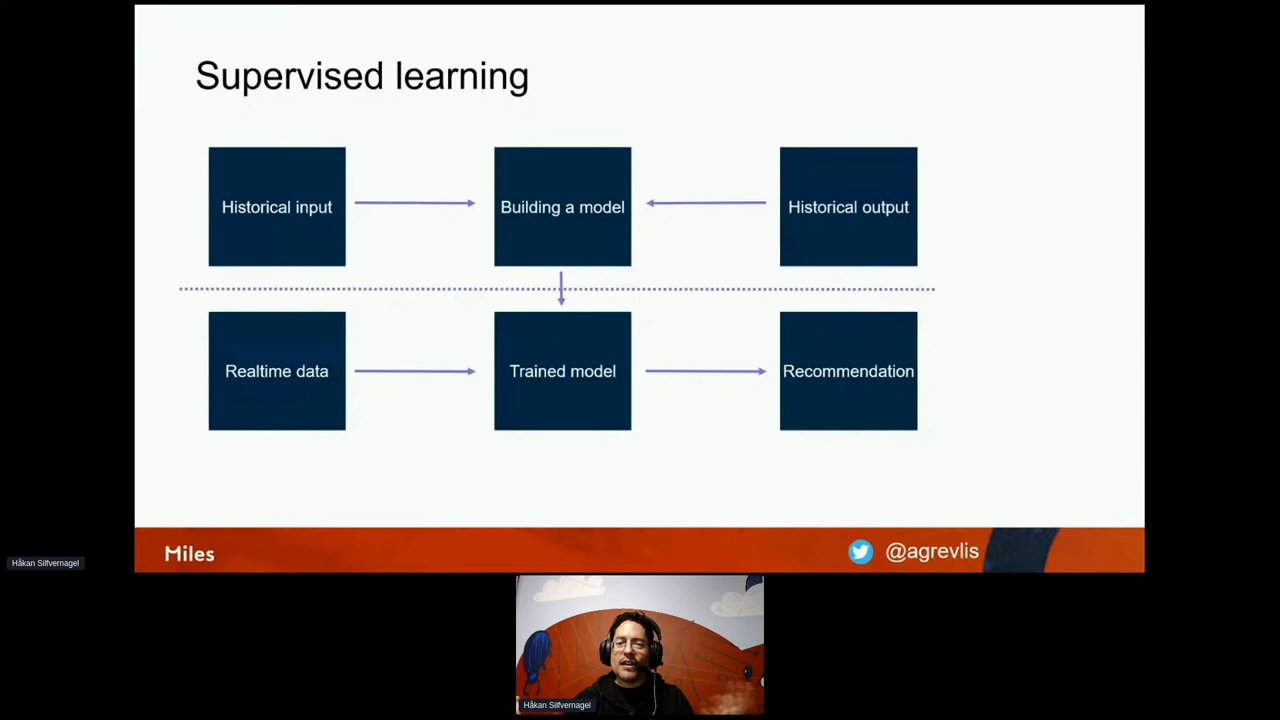 Supervised learning
Historical input
Building a model
Historical output
Realtime data
Trained model
Recommendation
Miles
@agrevlis
Håkan Silfvernagel
Håkan Silfvernagel